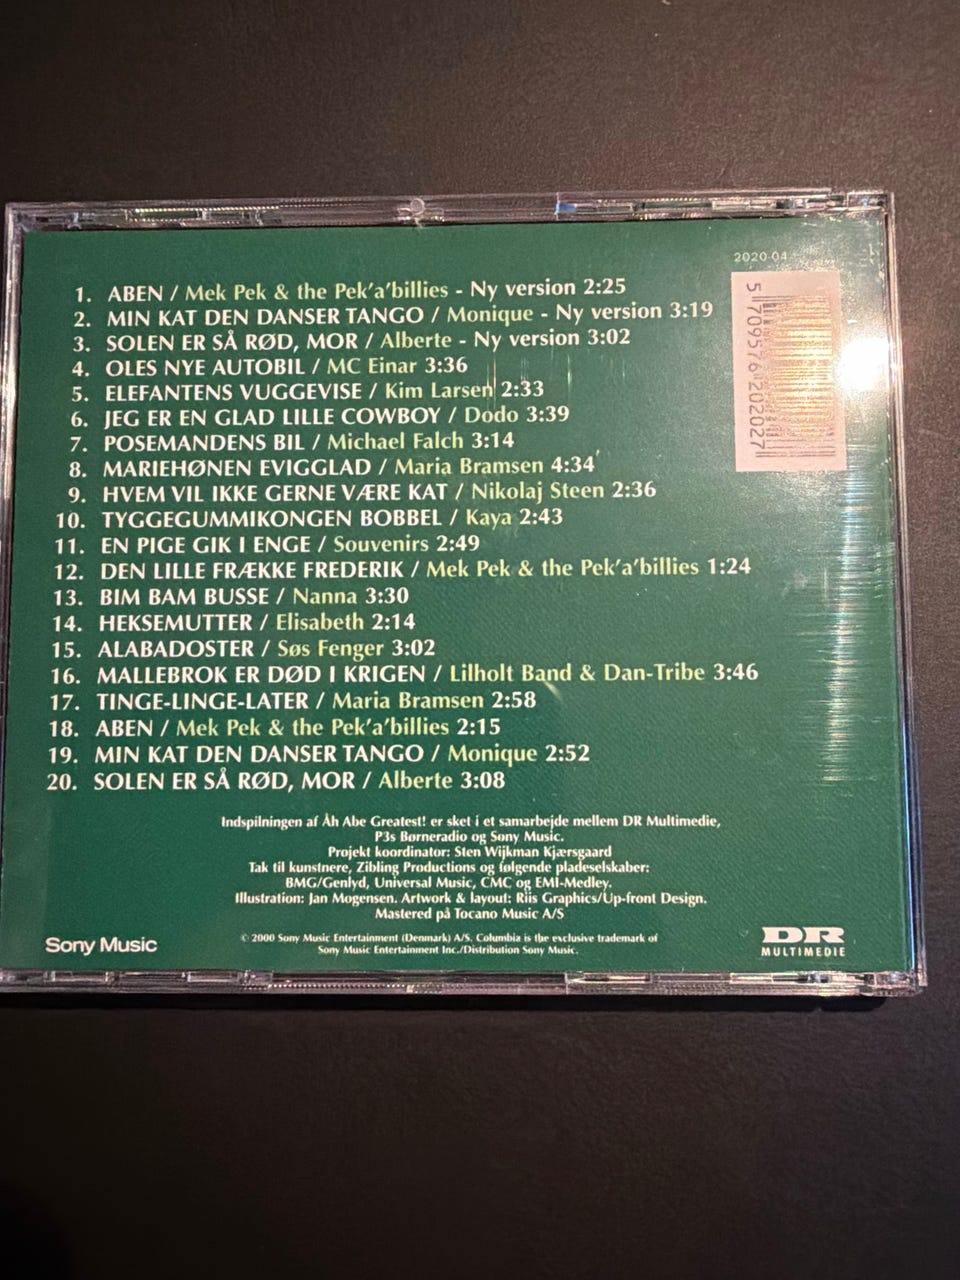 2020-04
5 709576 202027
1. ABEN / Mek Pek & the Pek'a'billies - Ny version 2:25
2. MIN KAT DEN DANSER TANGO / Monique - Ny version 3:19
3. SOLEN ER SÅ RØD, MOR / Alberte - Ny version 3:02
4. OLES NYE AUTOBIL / MC Einar 3:36
5. ELEFANTENS VUGGEVISE / Kim Larsen 2:33
6. JEG ER EN GLAD LILLE COWBOY / Dodo 3:39
7. POSEMANDENS BIL / Michael Falch 3:14
8. MARIEHØNEN EVIGGLAD / Maria Bramsen 4:34
9. HVEM VIL IKKE GERNE VÆRE KAT / Nikolaj Steen 2:36
10. TYGGEGUMMIKONGEN BOBBEL / Kaya 2:43
11. EN PIGE GIK I ENGE / Souvenirs 2:49
12. DEN LILLE FRÆKKE FREDERIK / Mek Pek & the Pek'a'billies 1:24
13. BIM BAM BUSSE / Nanna 3:30
14. HEKSEMUTTER / Elisabeth 2:14
15. ALABADOSTER / Søs Fenger 3:02
16. MALLEBROK ER DØD I KRIGEN / Lilholt Band & Dan-Tribe 3:46
17. TINGE-LINGE-LATER / Maria Bramsen 2:58
18. ABEN / Mek Pek & the Pek'a'billies 2:15
19. MIN KAT DEN DANSER TANGO / Monique 2:52
20. SOLEN ER SÅ RØD, MOR / Alberte 3:08
Indspilningen af Åh Abe Greatest! er sket i et samarbejde mellem DR Multimedie,
P3s Børneradio og Sony Music.
Projekt koordinator: Sten Wijkman Kjærsgaard
Tak til kunstnere, Zibling Productions og følgende pladeselskaber:
BMG/Genlyd, Universal Music, CMC og EMI-Medley.
Illustration: Jan Mogensen. Artwork & layout: Riis Graphics/Up-front Design.
Mastered på Tocano Music A/S
Sony Music
© 2000 Sony Music Entertainment (Denmark) A/S. Columbia is the exclusive trademark of
Sony Music Entertainment Inc./Distribution Sony Music.
DR
MULTIMEDIE